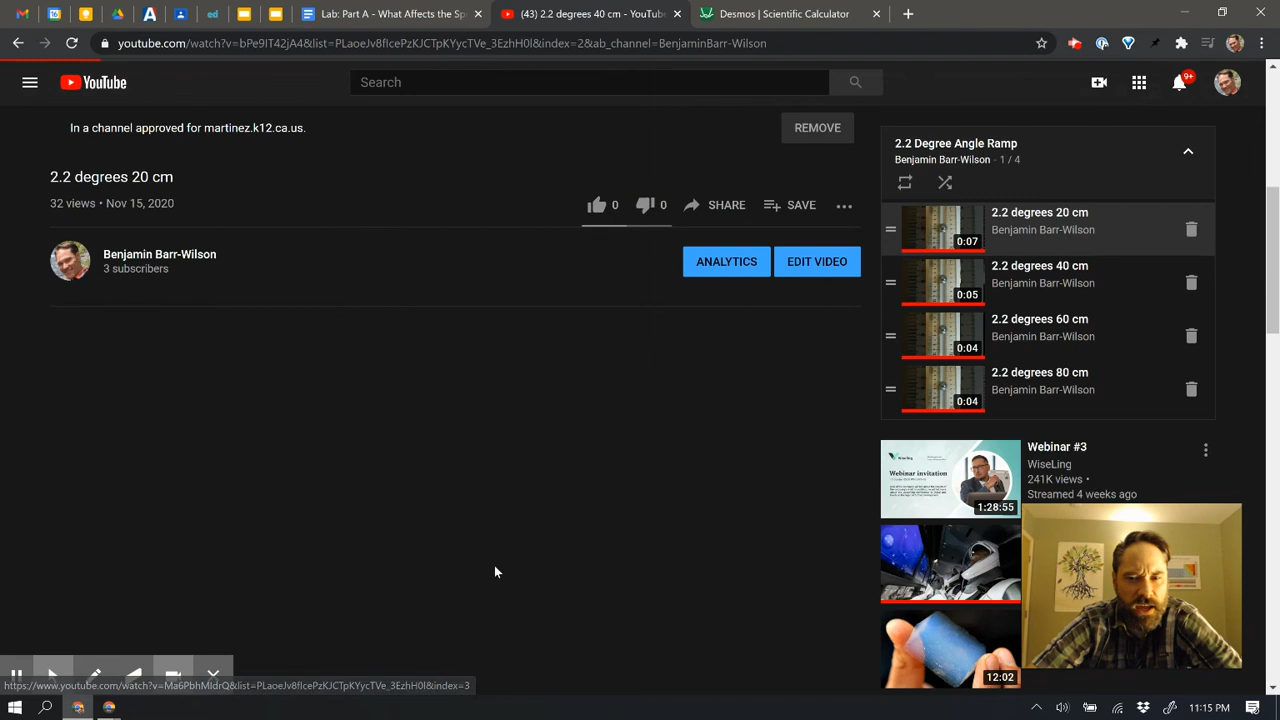 Lab: Part A - What Affects the Sp
(43) 2.2 degrees 40 cm - YouTub
Desmos | Scientific Calculator
youtube.com/watch?v=bPe9IT42jA4&list=PLaoeJv8fIcePzKJCTpKYycTVe_3EzhH0l&index=2&ab_channel=BenjaminBarr-Wilson
YouTube
Search
9+
In a channel approved for martinez.k12.ca.us.
REMOVE
2.2 degrees 20 cm
32 views • Nov 15, 2020
0
0
SHARE
SAVE
Benjamin Barr-Wilson
3 subscribers
ANALYTICS
EDIT VIDEO
2.2 Degree Angle Ramp
Benjamin Barr-Wilson - 1 / 4
2.2 degrees 20 cm
Benjamin Barr-Wilson
0:07
2.2 degrees 40 cm
Benjamin Barr-Wilson
0:05
2.2 degrees 60 cm
Benjamin Barr-Wilson
0:04
2.2 degrees 80 cm
Benjamin Barr-Wilson
0:04
Webinar invitation
1:28:55
Webinar #3
WiseLing
241K views •
Streamed 4 weeks ago
12:02
https://www.youtube.com/watch?v=Ma6PbhMldrQ&list=PLaoeJv8fIcePzKJCTpKYycTVe_3EzhH0l&index=3
11:15 PM